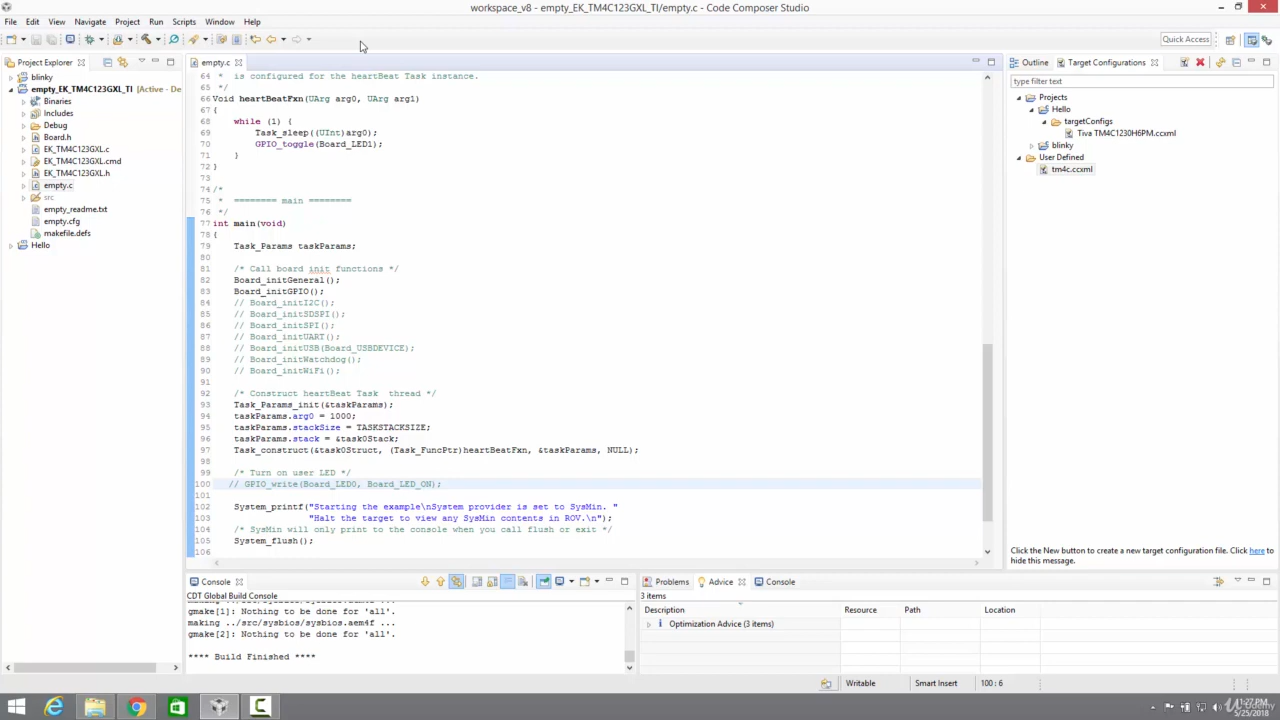 workspace_v8 - empty_EK_TM4C123GXL_TI/empty.c - Code Composer Studio
File Edit View Navigate Project Run Scripts Window Help
Quick Access
Project Explorer
blinky
empty_EK_TM4C123GXL_TI [Active - De
Binaries
Includes
Debug
Board.h
EK_TM4C123GXL.c
EK_TM4C123GXL.cmd
EK_TM4C123GXL.h
empty.c
src
empty_readme.txt
empty.cfg
makefile.defs
Hello
empty.c
64 * is configured for the heartBeat Task instance.
65 */
66 Void heartBeatFxn(UArg arg0, UArg arg1)
67 {
68 while (1) {
69 Task_sleep((UInt)arg0);
70 GPIO_toggle(Board_LED1);
71 }
72 }
73
74 /*
75 * ======== main ========
76 */
77 int main(void)
78 {
79 Task_Params taskParams;
80
81 /* Call board init functions */
82 Board_initGeneral();
83 Board_initGPIO();
84 // Board_initI2C();
85 // Board_initSDSPI();
86 // Board_initSPI();
87 // Board_initUART();
88 // Board_initUSB(Board_USBDEVICE);
89 // Board_initWatchdog();
90 // Board_initWiFi();
91
92 /* Construct heartBeat Task  thread */
93 Task_Params_init(&taskParams);
94 taskParams.arg0 = 1000;
95 taskParams.stackSize = TASKSTACKSIZE;
96 taskParams.stack = &task0Stack;
97 Task_construct(&task0Struct, (Task_FuncPtr)heartBeatFxn, &taskParams, NULL);
98
99 /* Turn on user LED */
100 // GPIO_write(Board_LED0, Board_LED_ON);
101
102 System_printf("Starting the example\nSystem provider is set to SysMin. "
103 "Halt the target to view any SysMin contents in ROV.\n");
104 /* SysMin will only print to the console when you call flush or exit */
105 System_flush();
106
Outline Target Configurations
type filter text
Projects
Hello
targetConfigs
Tiva TM4C1230H6PM.ccxml
blinky
User Defined
tm4c.ccxml
Click the New button to create a new target configuration file. Click here to
hide this message.
Console
CDT Global Build Console
making ../src/sysbios/sysbios.aem4f ...
gmake[1]: Nothing to be done for 'all'.
making ../src/sysbios/sysbios.aem4f ...
gmake[2]: Nothing to be done for 'all'.
**** Build Finished ****
Problems Advice Console
3 items
Description Resource Path Location
Optimization Advice (3 items)
Writable Smart Insert 100 : 6
5/25/2018